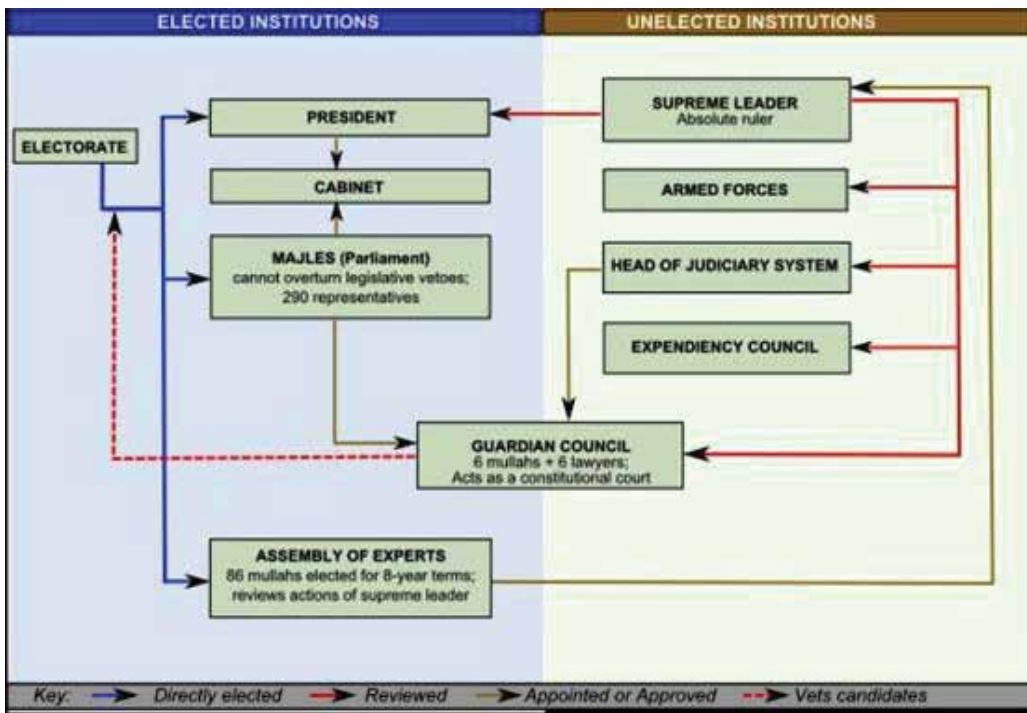 ELECTED INSTITUTIONS
UNELECTED INSTITUTIONS
ELECTORATE
PRESIDENT
CABINET
MAJLES (Parliament)
cannot overturn legislative vetoes;
290 representatives
SUPREME LEADER
Absolute ruler
ARMED FORCES
HEAD OF JUDICIARY SYSTEM
EXPENDIENCY COUNCIL
GUARDIAN COUNCIL
6 mullahs + 6 lawyers;
Acts as a constitutional court
ASSEMBLY OF EXPERTS
86 mullahs elected for 8-year terms;
reviews actions of supreme leader
Key: Directly elected Reviewed Appointed or Approved Vets candidates